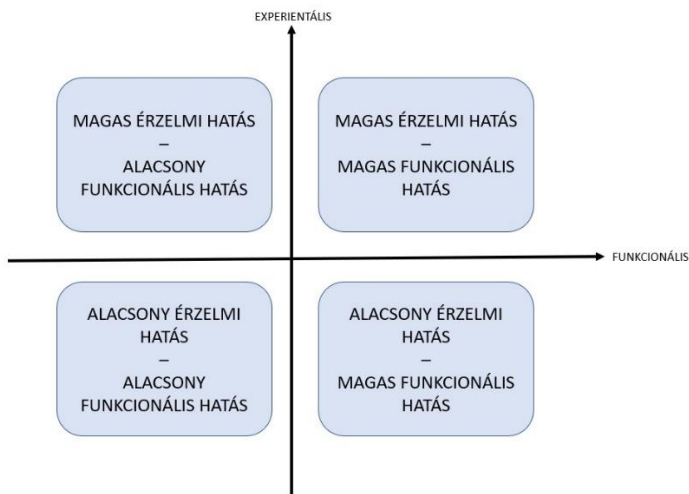 EXPERIENTÁLIS
MAGAS ÉRZELMI HATÁS
–
ALACSONY
FUNKCIONÁLIS HATÁS
MAGAS ÉRZELMI HATÁS
–
MAGAS FUNKCIONÁLIS
HATÁS
FUNKCIONÁLIS
ALACSONY ÉRZELMI
HATÁS
–
ALACSONY
FUNKCIONÁLIS HATÁS
ALACSONY ÉRZELMI
HATÁS
–
MAGAS FUNKCIONÁLIS
HATÁS